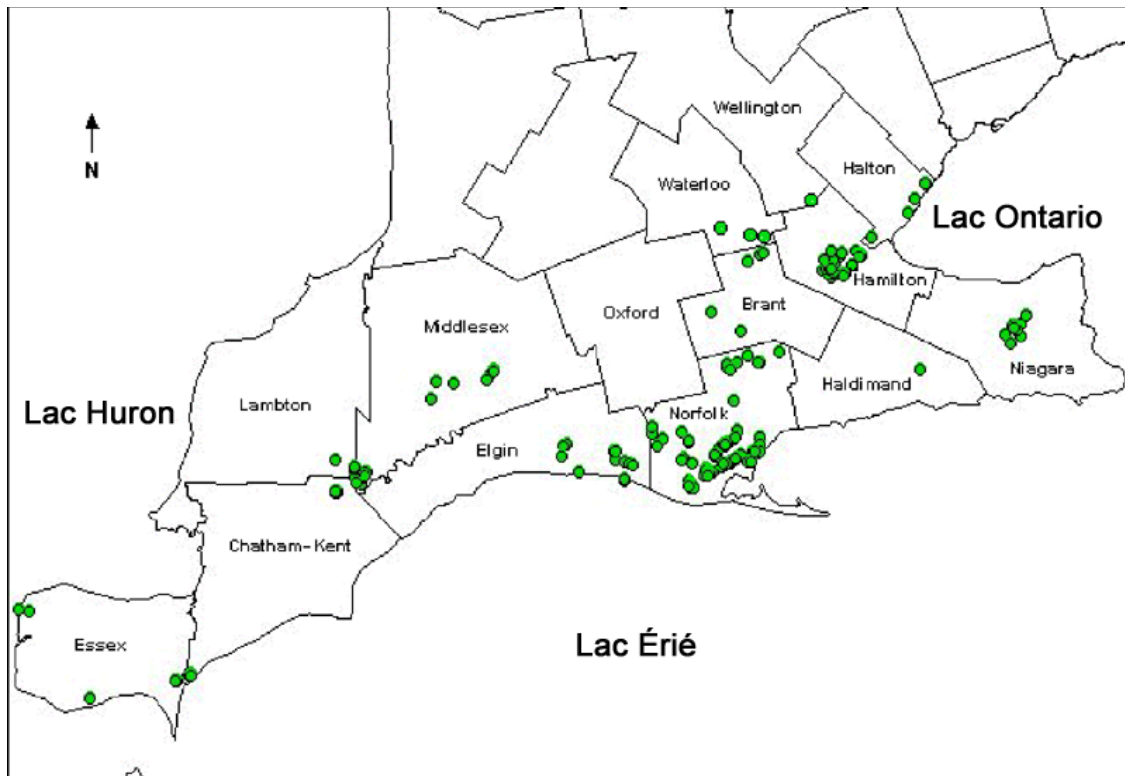 Wellington
Halton
N
Waterloo
Lac Ontario
Hamilton
Brant
Oxford
Middlesex
Niagara
Haldimand
Lambton
Lac Huron
Norfolk
Elgin
Chatham-Kent
Essex
Lac Érié